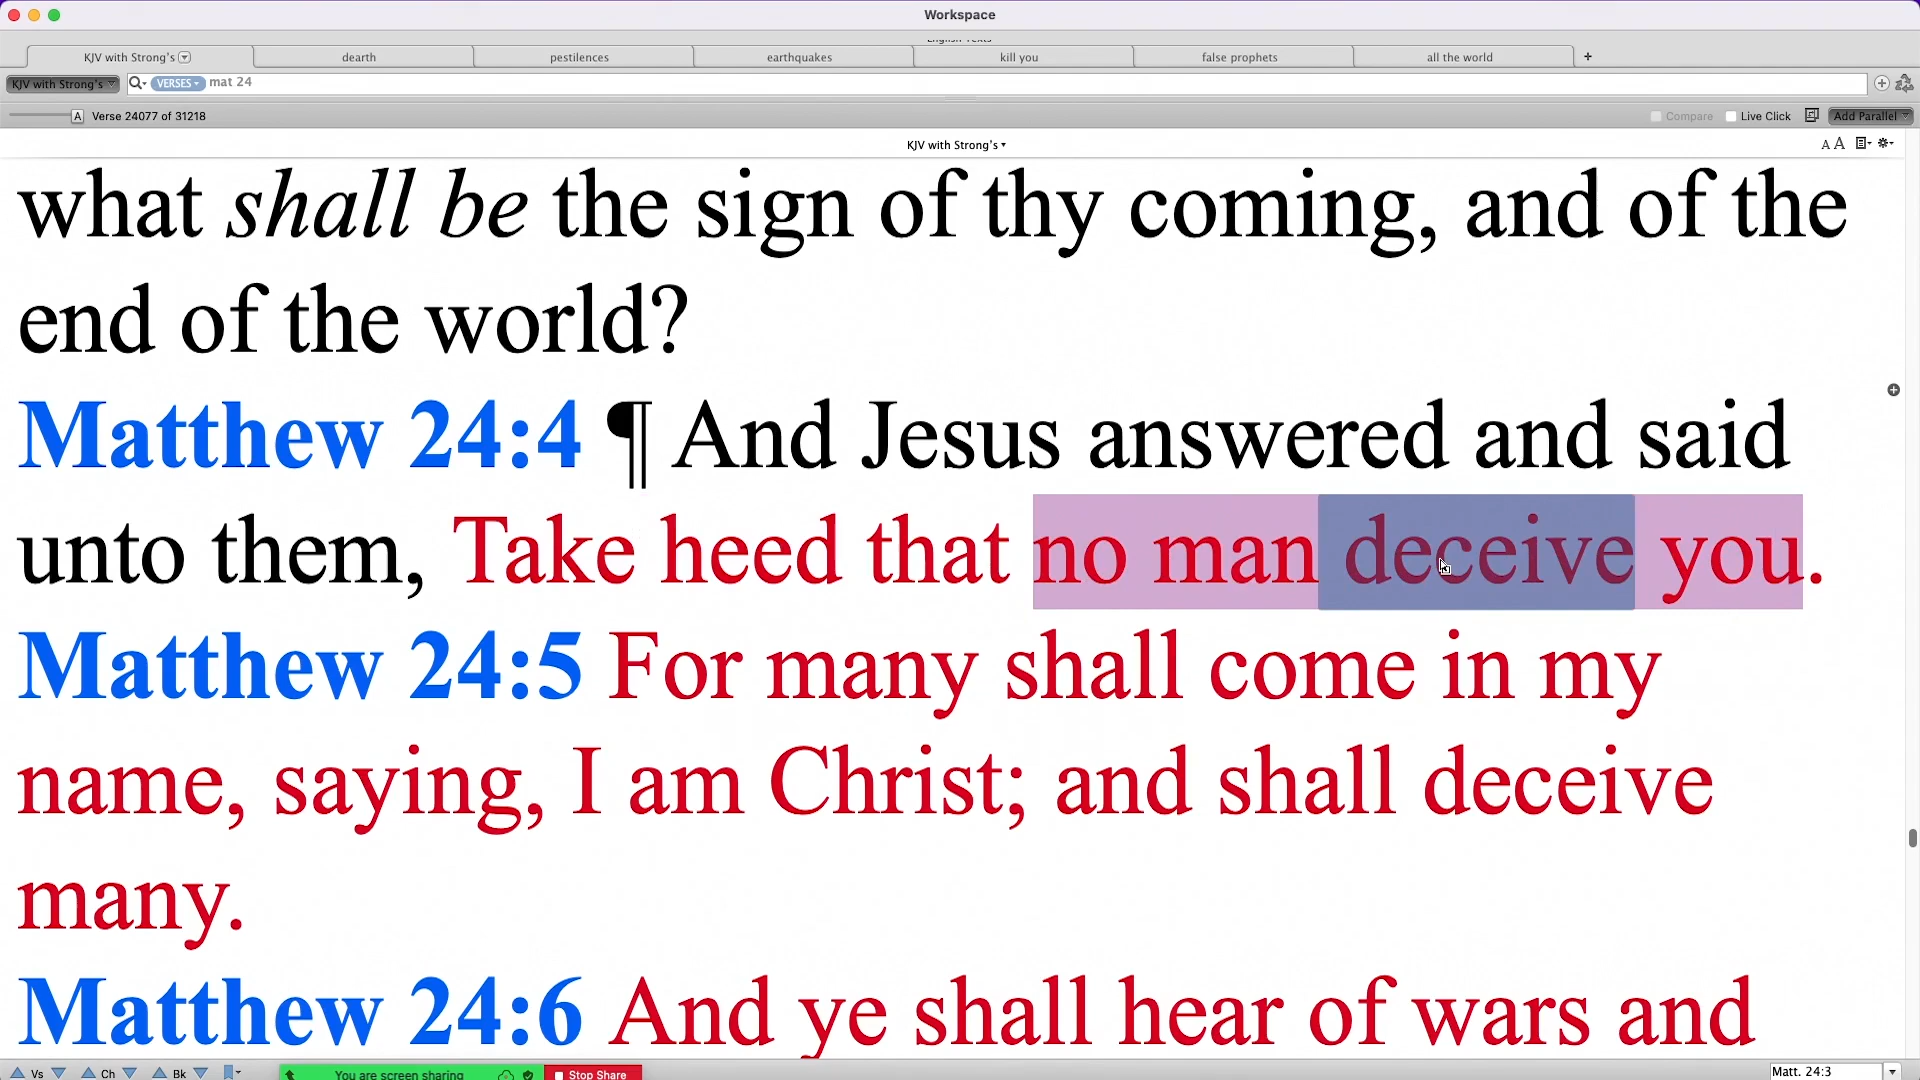 Workspace
English Texts
KJV with Strong's dearth pestilences earthquakes kill you false prophets all the world +
KJV with Strong's VERSES mat 24
A Verse 24077 of 31218 Compare Live Click Add Parallel
KJV with Strong's A A
what shall be the sign of thy coming, and of the
end of the world?
Matthew 24:4 ¶ And Jesus answered and said
unto them, Take heed that no man deceive you.
Matthew 24:5 For many shall come in my
name, saying, I am Christ; and shall deceive
many.
Matthew 24:6 And ye shall hear of wars and
Vs Ch Bk You are screen sharing Stop Share Matt. 24:3